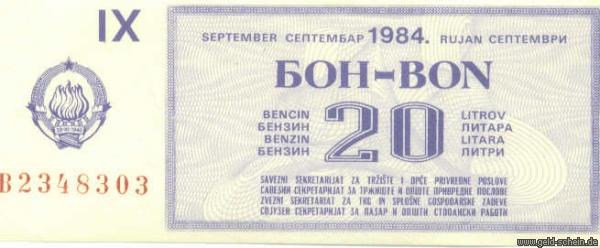 IX
SEPTEMBER СЕПТЕМБАР 1984. RUJAN СЕПТЕМВРИ
БОН-BON
BENCIN 20 LITROV
БЕНЗИН ЛИТАРА
BENZIN LITARA
БЕНЗИН ЛИТРИ
B2348303
SAVEZNI SEKRETARIJAT ZA TRŽIŠTE I OPĆE PRIVREDNE POSLOVE
САВЕЗНИ СЕКРЕТАРИЈАТ ЗА ТРЖИШТЕ И ОПШТЕ ПРИВРЕДНЕ ПОСЛОВЕ
ZVEZNI SEKRETARIAT ZA TRG IN SPLOŠNE GOSPODARSKE ZADEVE
СОЈУЗЕН СЕКРЕТАРИЈАТ ЗА ПАЗАР И ОПШТИ СТОПАНСКИ РАБОТИ
www.geld-schein.de